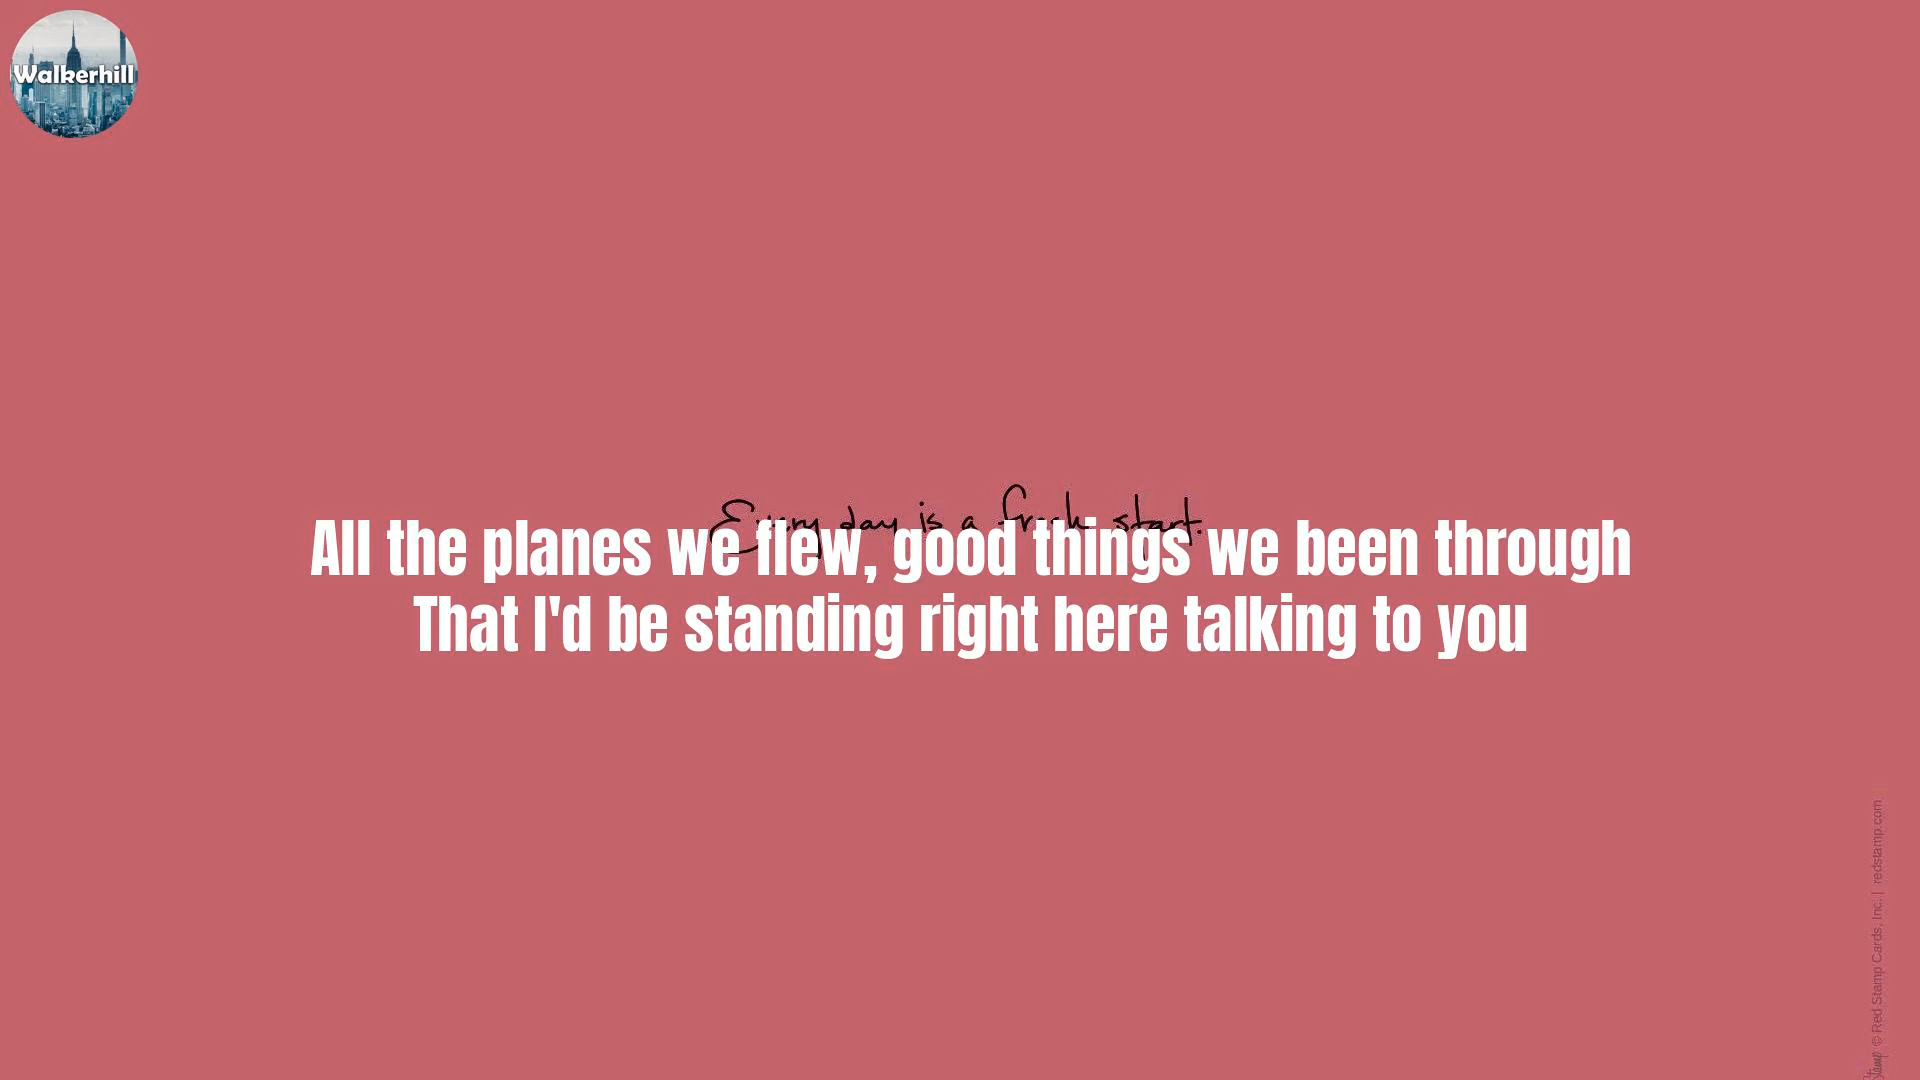 Walkerhill
Every day is a fresh start.
All the planes we flew, good things we been through
That I'd be standing right here talking to you
© Red Stamp Cards, Inc. | redstamp.com